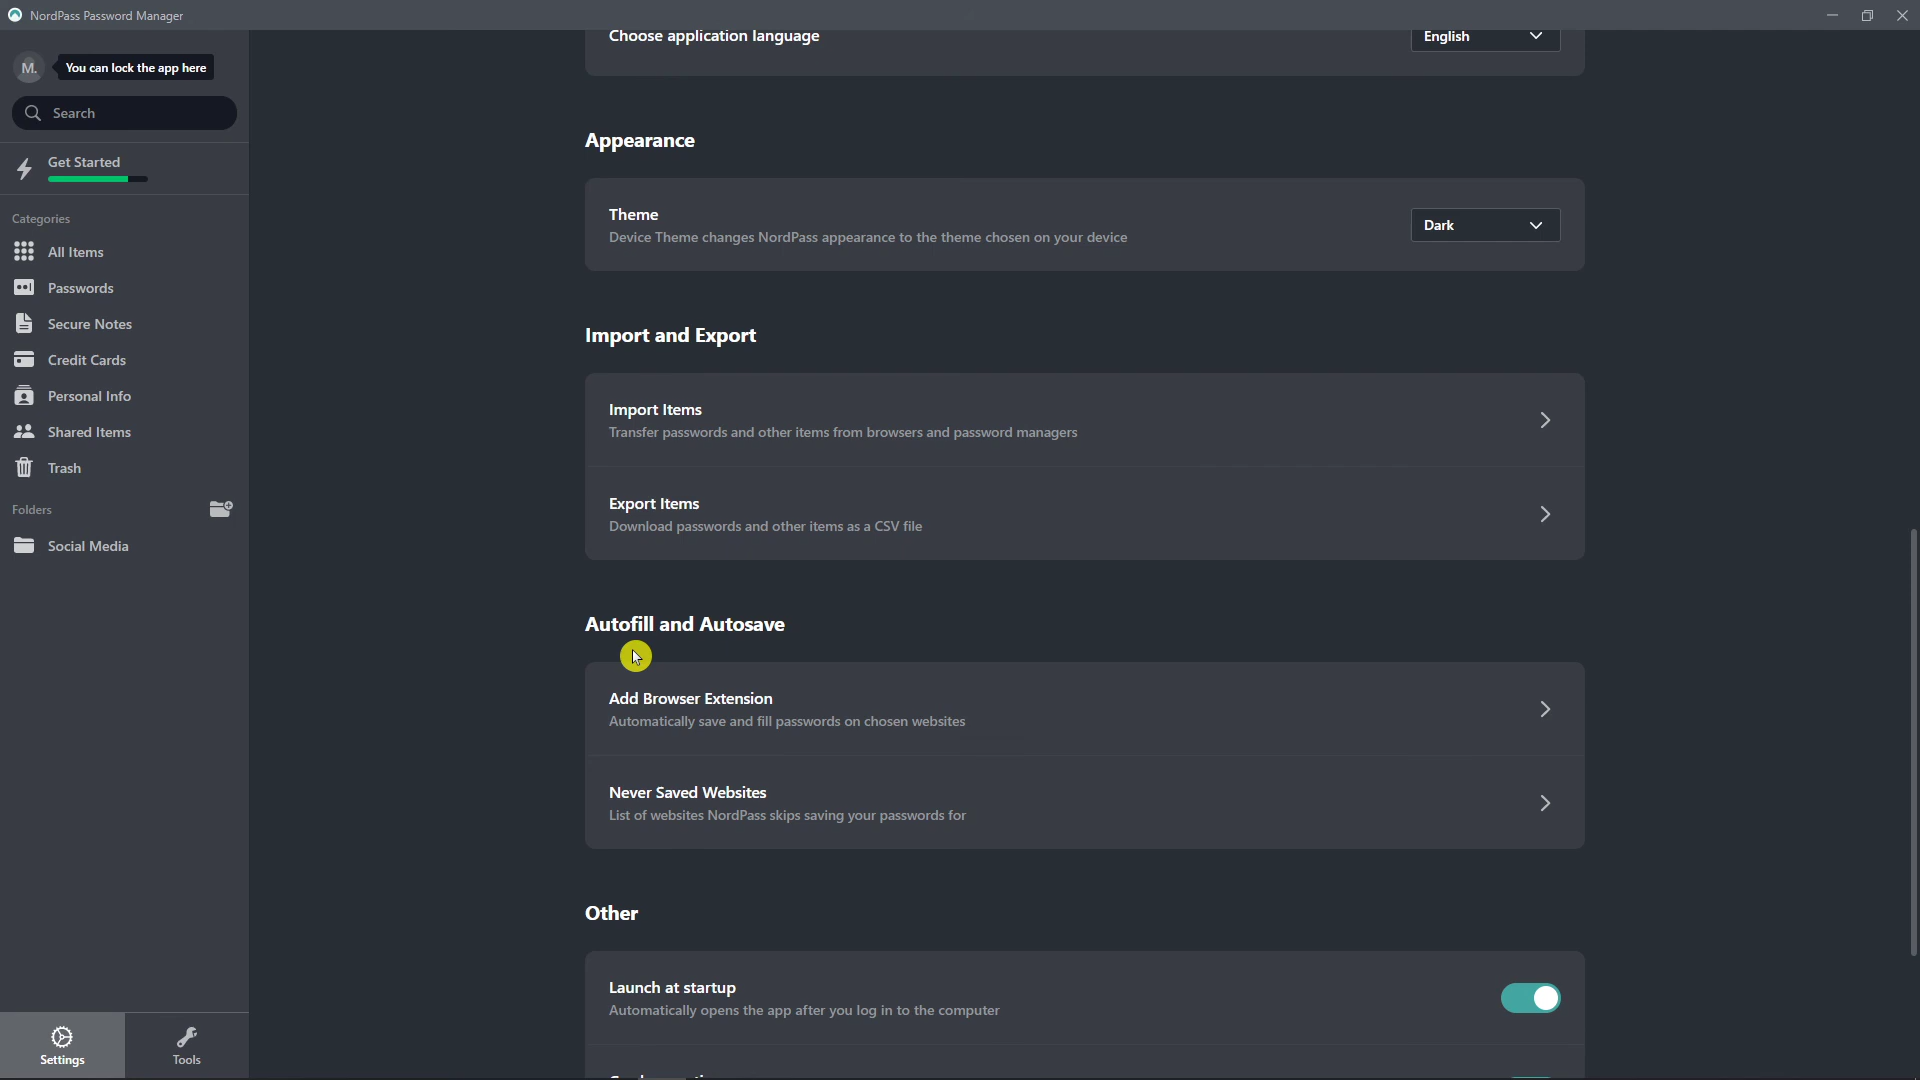 NordPass Password Manager
M.
You can lock the app here
Search
Get Started
Categories
All Items
Passwords
Secure Notes
Credit Cards
Personal Info
Shared Items
Trash
Folders
Social Media
Settings
Tools
Choose application language
English
Appearance
Theme
Device Theme changes NordPass appearance to the theme chosen on your device
Dark
Import and Export
Import Items
Transfer passwords and other items from browsers and password managers
Export Items
Download passwords and other items as a CSV file
Autofill and Autosave
Add Browser Extension
Automatically save and fill passwords on chosen websites
Never Saved Websites
List of websites NordPass skips saving your passwords for
Other
Launch at startup
Automatically opens the app after you log in to the computer